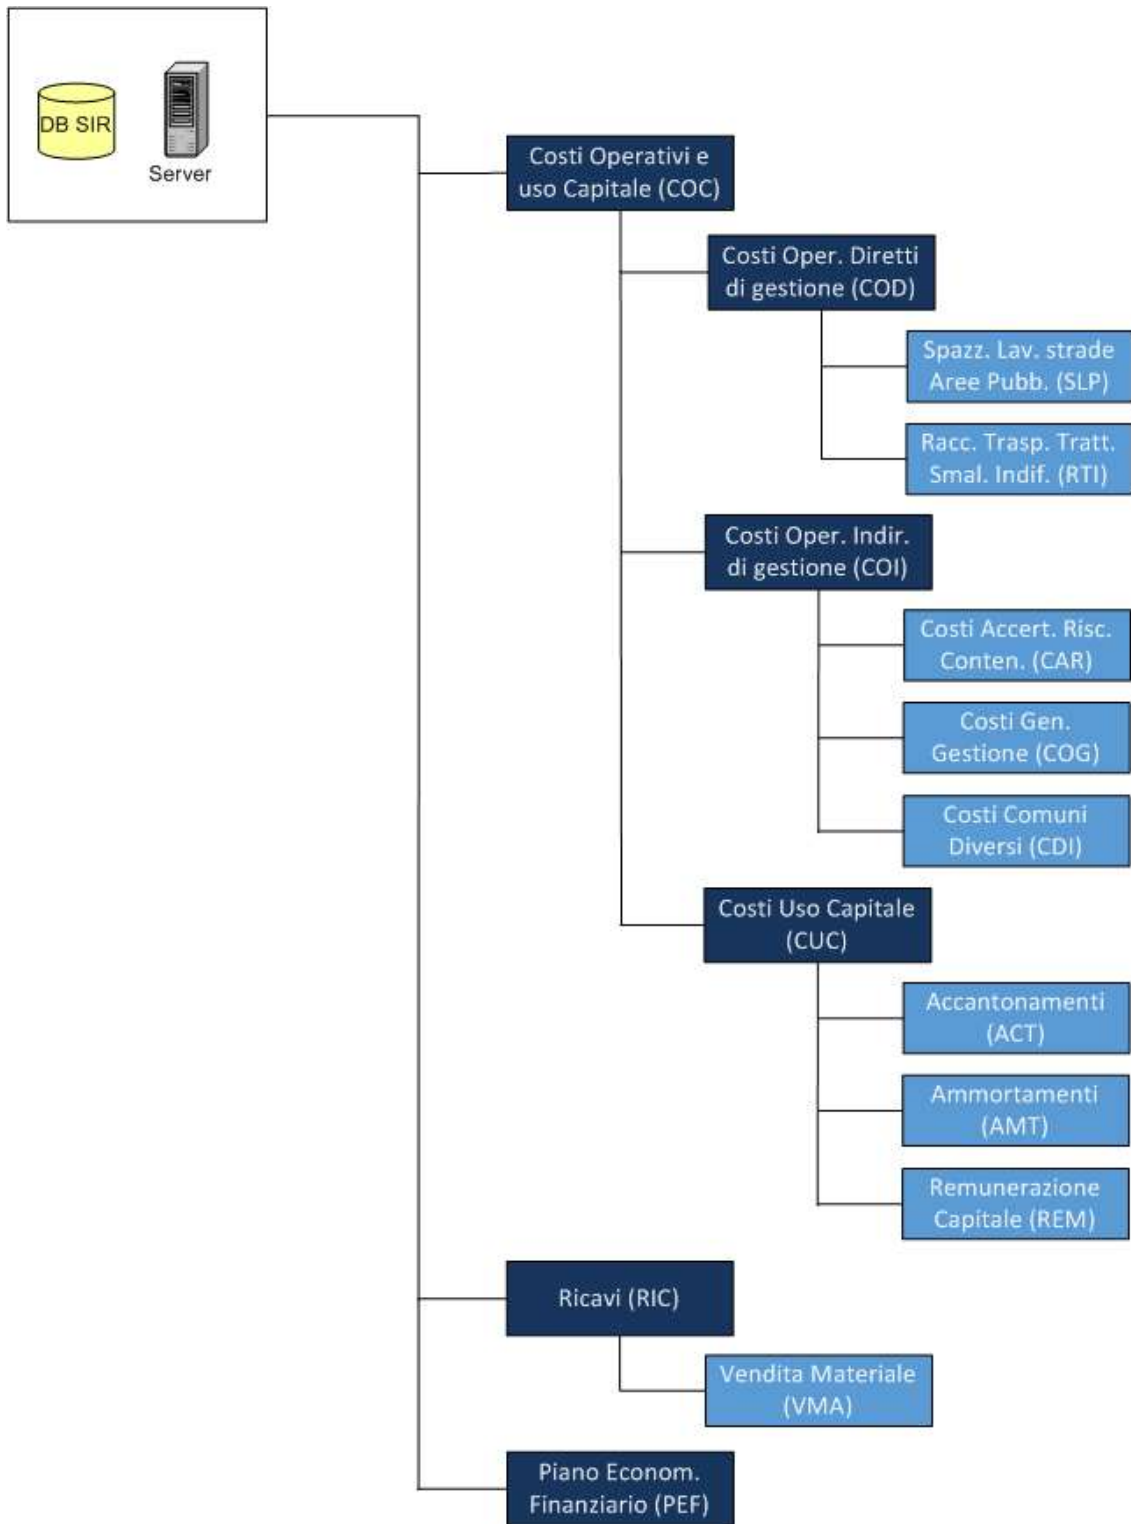 DB SIR
Server
Costi Operativi e
uso Capitale (COC)
Costi Oper. Diretti
di gestione (COD)
Spazz. Lav. strade
Aree Pubb. (SLP)
Racc. Trasp. Tratt.
Smal. Indif. (RTI)
Costi Oper. Indir.
di gestione (COI)
Costi Accert. Risc.
Conten. (CAR)
Costi Gen.
Gestione (COG)
Costi Comuni
Diversi (CDI)
Costi Uso Capitale
(CUC)
Accantonamenti
(ACT)
Ammortamenti
(AMT)
Remunerazione
Capitale (REM)
Ricavi (RIC)
Vendita Materiale
(VMA)
Piano Econom.
Finanziario (PEF)